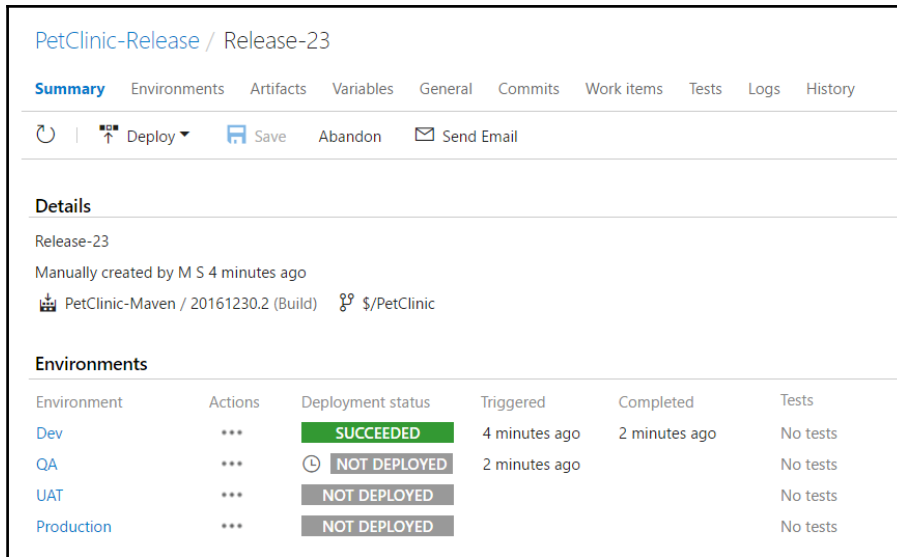 PetClinic-Release / Release-23
Summary Environments Artifacts Variables General Commits Work items Tests Logs History
Deploy Save Abandon Send Email
Details
Release-23
Manually created by M S 4 minutes ago
PetClinic-Maven / 20161230.2 (Build) $/PetClinic
Environments
Environment Actions Deployment status Triggered Completed Tests
Dev ••• SUCCEEDED 4 minutes ago 2 minutes ago No tests
QA ••• NOT DEPLOYED 2 minutes ago No tests
UAT ••• NOT DEPLOYED No tests
Production ••• NOT DEPLOYED No tests